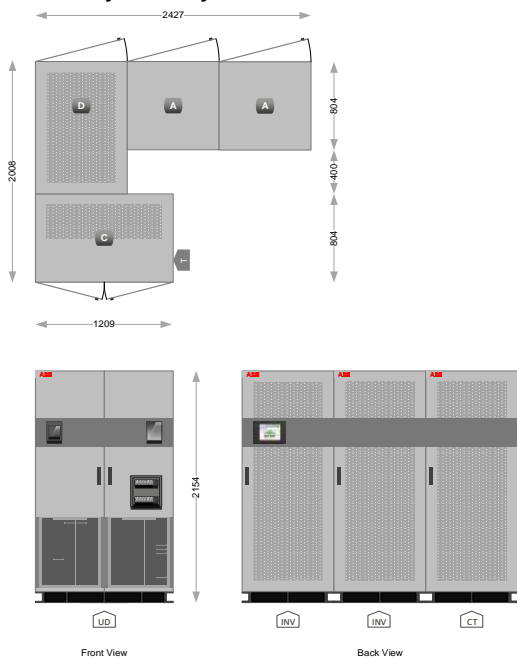 2427
D
A
A
804
2008
400
C
804
T
1209
ABB
ABB
ABB
ABB
2154
UD
INV
INV
CT
Front View
Back View